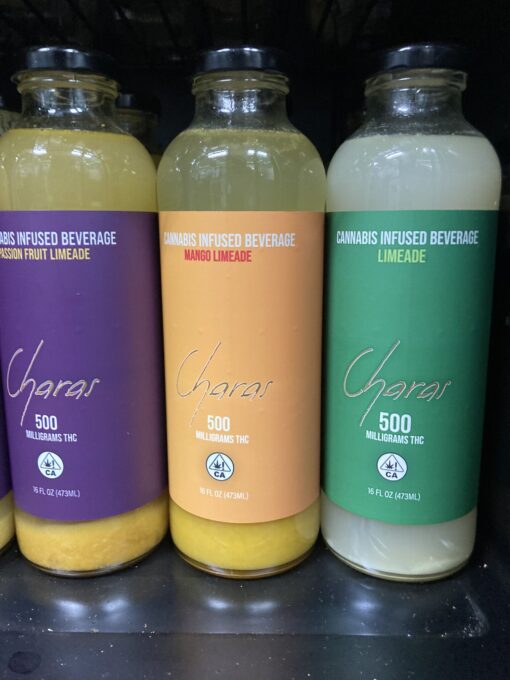 ABIS INFUSED BEVERAGE
PASSION FRUIT LIMEADE
Charas
500
MILLIGRAMS THC
CA
16 FL OZ (473ML)
CANNABIS INFUSED BEVERAGE
MANGO LIMEADE
Charas
500
MILLIGRAMS THC
CA
16 FL OZ (473ML)
CANNABIS INFUSED BEVERAGE
LIMEADE
Charas
500
MILLIGRAMS THC
CA
16 FL OZ (473ML)